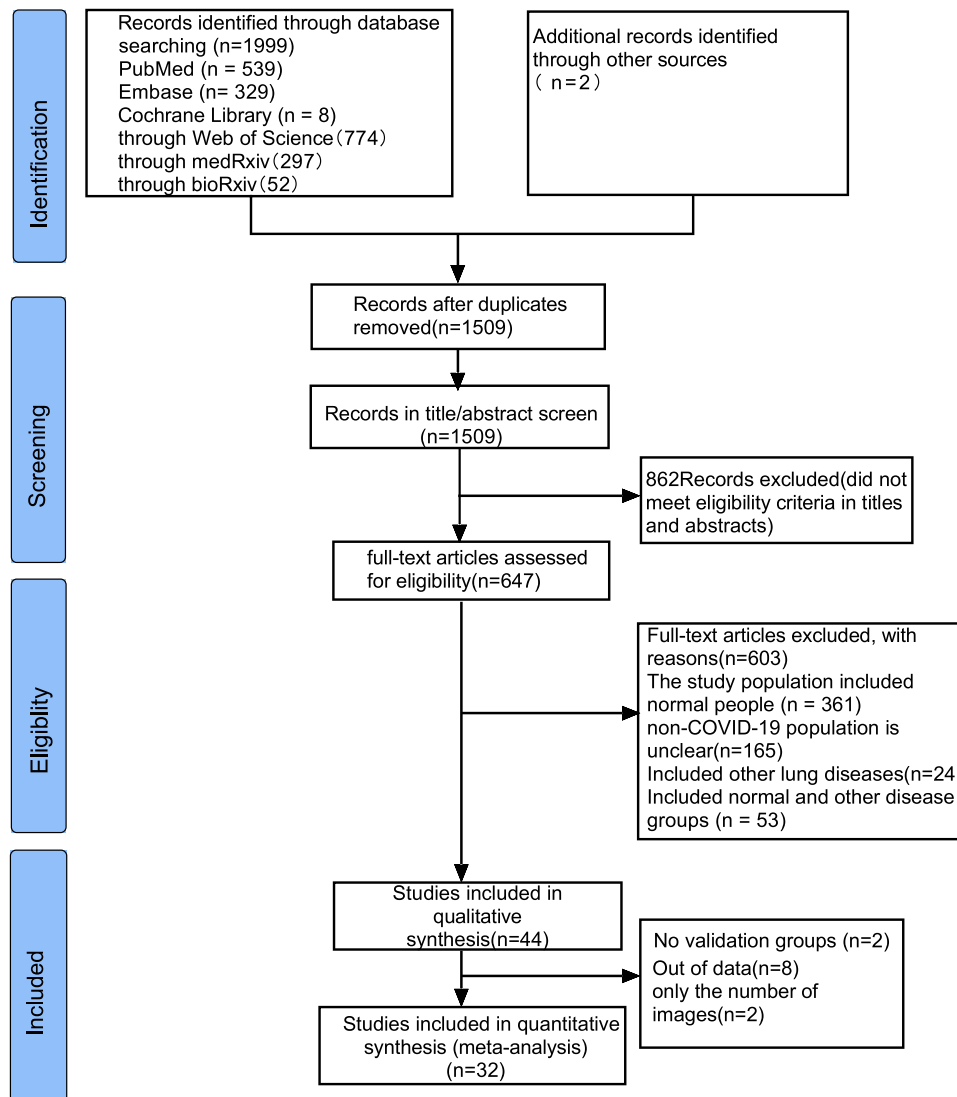 Identification
Records identified through database
searching (n=1999)
PubMed (n = 539)
Embase (n= 329)
Cochrane Library (n = 8)
through Web of Science(774)
through medRxiv(297)
through bioRxiv(52)
Additional records identified
through other sources
( n=2)
Screening
Records after duplicates
removed(n=1509)
Records in title/abstract screen
(n=1509)
862Records excluded(did not
meet eligibility criteria in titles
and abstracts)
full-text articles assessed
for eligibility(n=647)
Eligiblity
Full-text articles excluded, with
reasons(n=603)
The study population included
normal people (n = 361)
non-COVID-19 population is
unclear(n=165)
Included other lung diseases(n=24
Included normal and other disease
groups (n = 53)
Included
Studies included in
qualitative
synthesis(n=44)
No validation groups (n=2)
Out of data(n=8)
only the number of
images(n=2)
Studies included in quantitative
synthesis (meta-analysis)
(n=32)